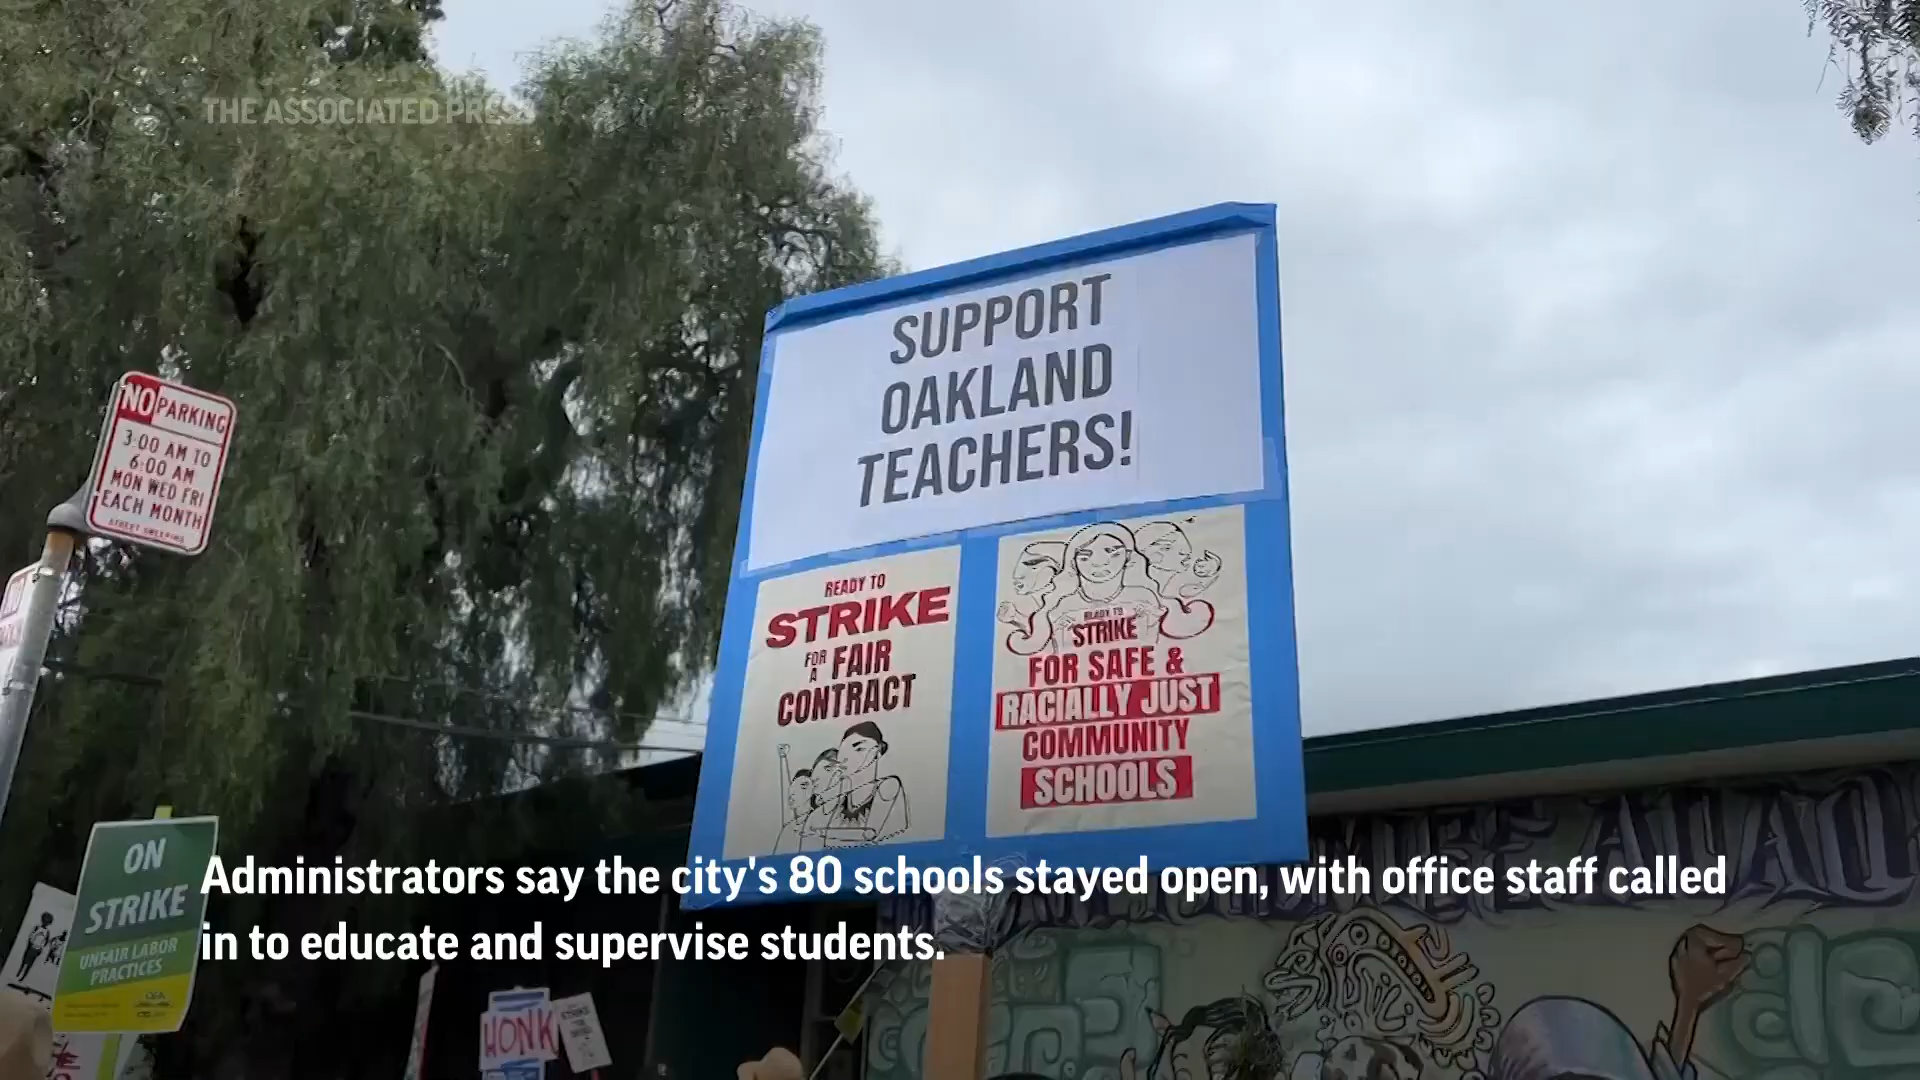 THE ASSOCIATED PRESS
SUPPORT
OAKLAND
TEACHERS!
NO PARKING
3:00 AM TO
6:00 AM
MON WED FRI
EACH MONTH
STREET SWEEPING
READY TO
STRIKE
FOR A FAIR
CONTRACT
READY TO
STRIKE
FOR SAFE &
RACIALLY JUST
COMMUNITY
SCHOOLS
ON
STRIKE
UNFAIR LABOR
PRACTICES
Administrators say the city's 80 schools stayed open, with office staff called
in to educate and supervise students.
HONK